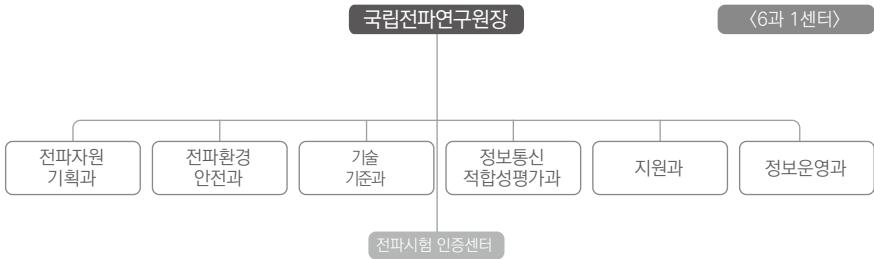 국립전파연구원장
〈6과 1센터〉
전파자원
기획과
전파환경
안전과
기술
기준과
정보통신
적합성평가과
지원과
정보운영과
전파시험 인증센터